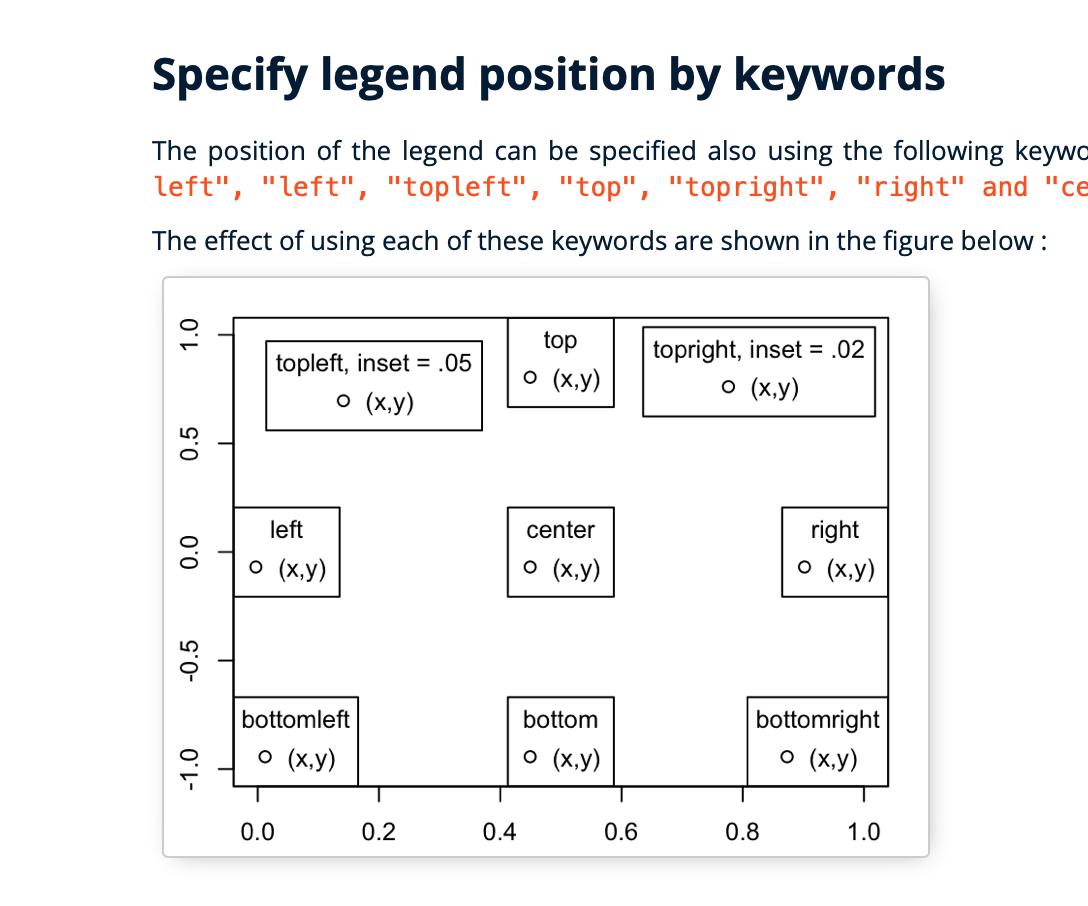 Specify legend position by keywords
The position of the legend can be specified also using the following keywo
left", "left", "topleft", "top", "topright", "right" and "ce
The effect of using each of these keywords are shown in the figure below :
topleft, inset = .05
(x,y)
top
(x,y)
topright, inset = .02
(x,y)
left
(x,y)
center
(x,y)
right
(x,y)
bottomleft
(x,y)
bottom
(x,y)
bottomright
(x,y)
1.0
0.5
0.0
-0.5
-1.0
0.0 0.2 0.4 0.6 0.8 1.0